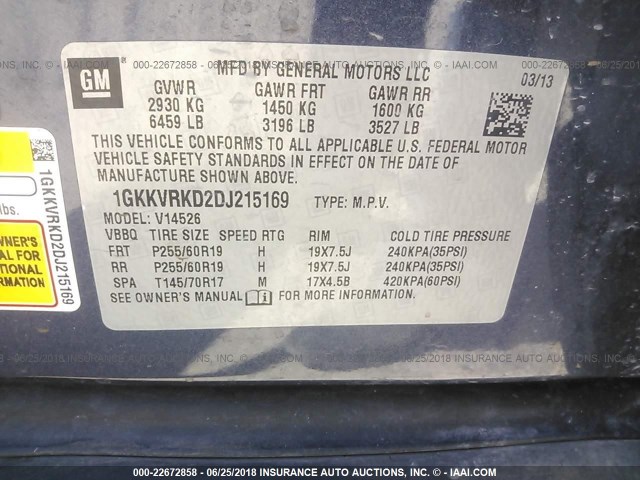 GM
MFD BY GENERAL MOTORS LLC
03/13
GVWR GAWR FRT GAWR RR
2930 KG 1450 KG 1600 KG
6459 LB 3196 LB 3527 LB
THIS VEHICLE CONFORMS TO ALL APPLICABLE U.S. FEDERAL MOTOR
VEHICLE SAFETY STANDARDS IN EFFECT ON THE DATE OF
MANUFACTURE SHOWN ABOVE.
1GKKVRKD2DJ215169 TYPE: M.P.V.
MODEL: V14526
VBBQ TIRE SIZE SPEED RTG RIM COLD TIRE PRESSURE
FRT P255/60R19 H 19X7.5J 240KPA(35PSI)
RR P255/60R19 H 19X7.5J 240KPA(35PSI)
SPA T145/70R17 M 17X4.5B 420KPA(60PSI)
SEE OWNER'S MANUAL FOR MORE INFORMATION.
1GKKVRKD2DJ215169
lbs.
WNER'S
FOR
TIONAL
RMATION
000-22672858 - 06/25/2018 INSURANCE AUTO AUCTIONS - © IAAI.COM